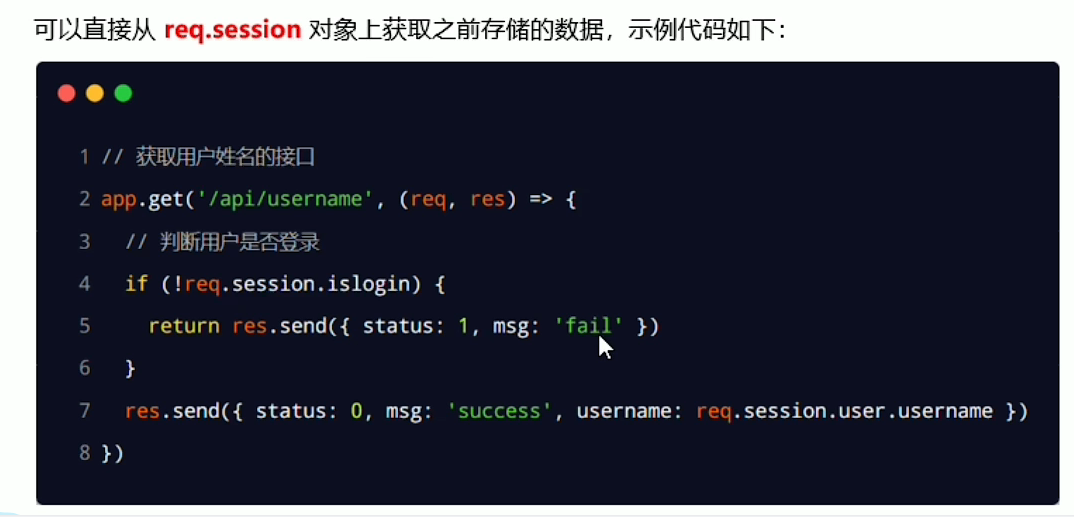 可以直接从 req.session 对象上获取之前存储的数据，示例代码如下：
1 // 获取用户姓名的接口
2 app.get('/api/username', (req, res) => {
3   // 判断用户是否登录
4   if (!req.session.islogin) {
5     return res.send({ status: 1, msg: 'fail' })
6   }
7   res.send({ status: 0, msg: 'success', username: req.session.user.username })
8 })